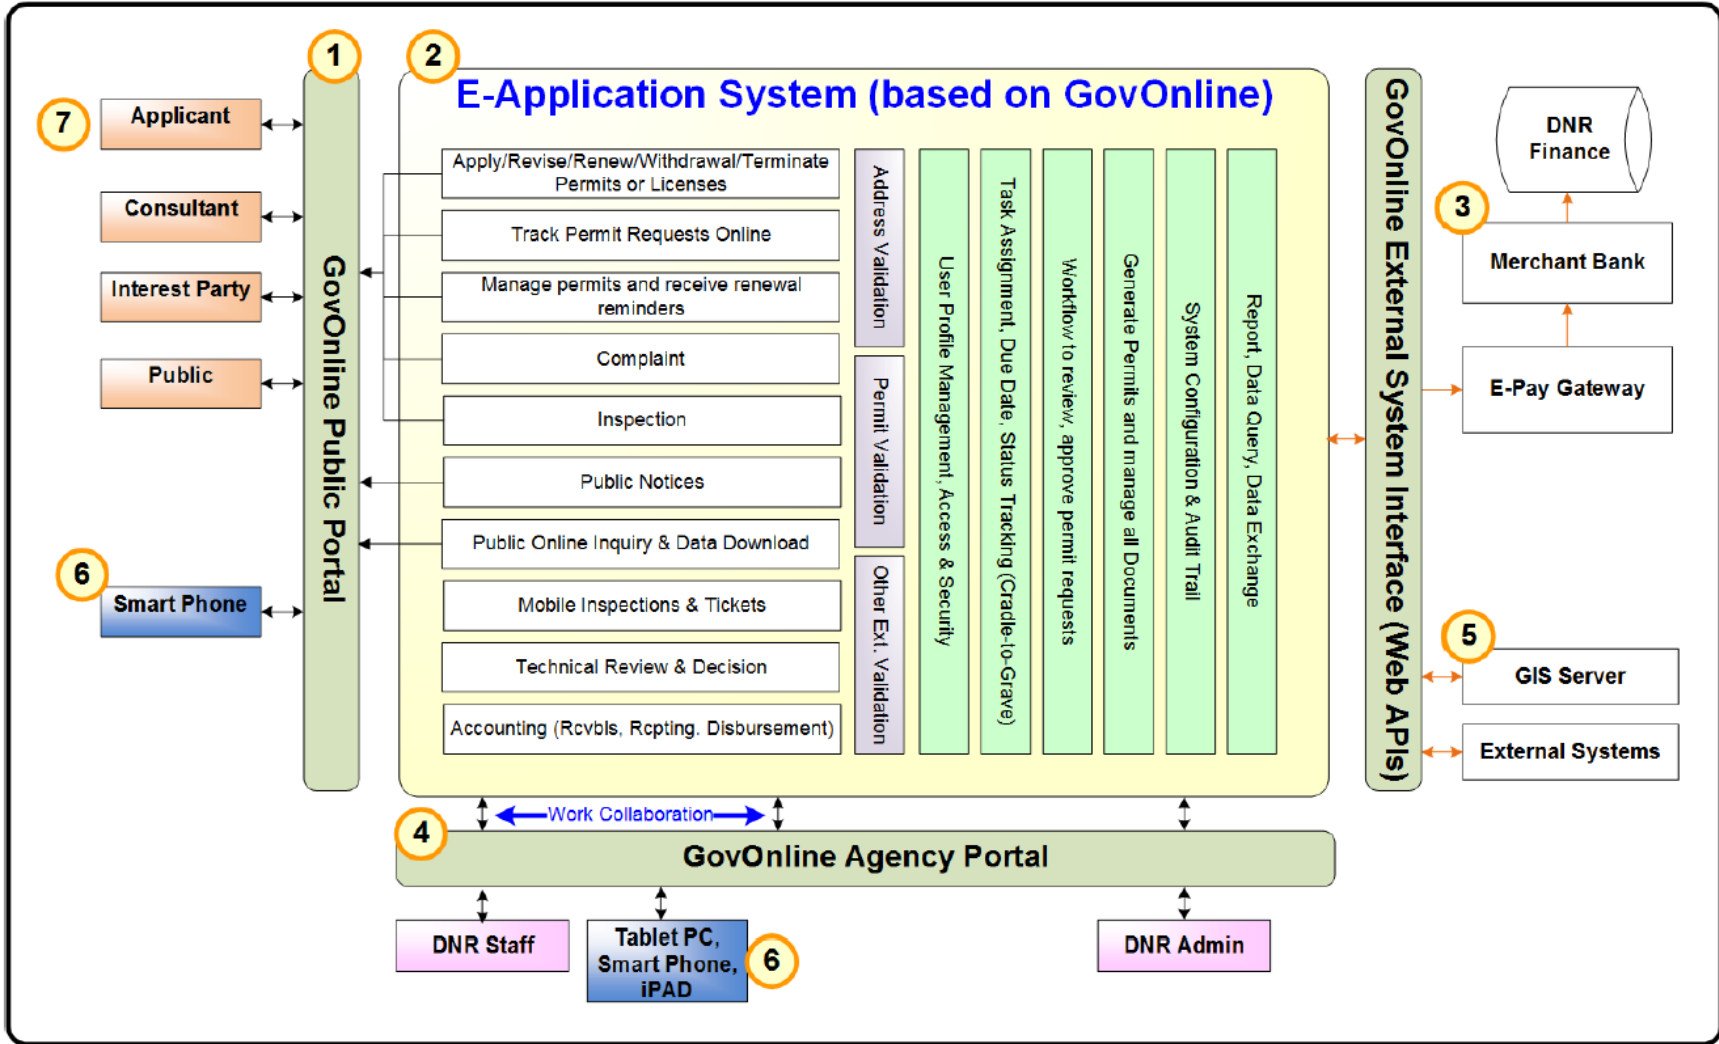 1
2
E-Application System (based on GovOnline)
7
Applicant
Consultant
Interest Party
Public
6
Smart Phone
GovOnline Public Portal
Apply/Revise/Renew/Withdrawal/Terminate
Permits or Licenses
Track Permit Requests Online
Manage permits and receive renewal
reminders
Complaint
Inspection
Public Notices
Public Online Inquiry & Data Download
Mobile Inspections & Tickets
Technical Review & Decision
Accounting (Rcvbls, Rcpting. Disbursement)
Address Validation
Permit Validation
Other Ext. Validation
User Profile Management, Access & Security
Task Assignment, Due Date, Status Tracking (Cradle-to-Grave)
Workflow to review, approve permit requests
Generate Permits and manage all Documents
System Configuration & Audit Trail
Report, Data Query, Data Exchange
GovOnline External System Interface (Web APIs)
DNR
Finance
3
Merchant Bank
E-Pay Gateway
5
GIS Server
External Systems
Work Collaboration
4
GovOnline Agency Portal
DNR Staff
Tablet PC,
Smart Phone,
iPAD
6
DNR Admin